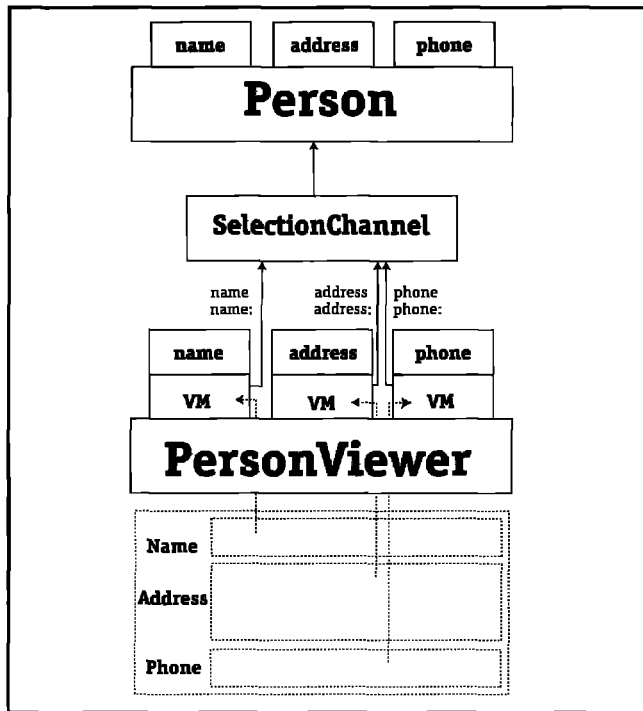 name address phone
Person
SelectionChannel
name address phone
name: address: phone:
name address phone
VM VM VM
PersonViewer
Name
Address
Phone